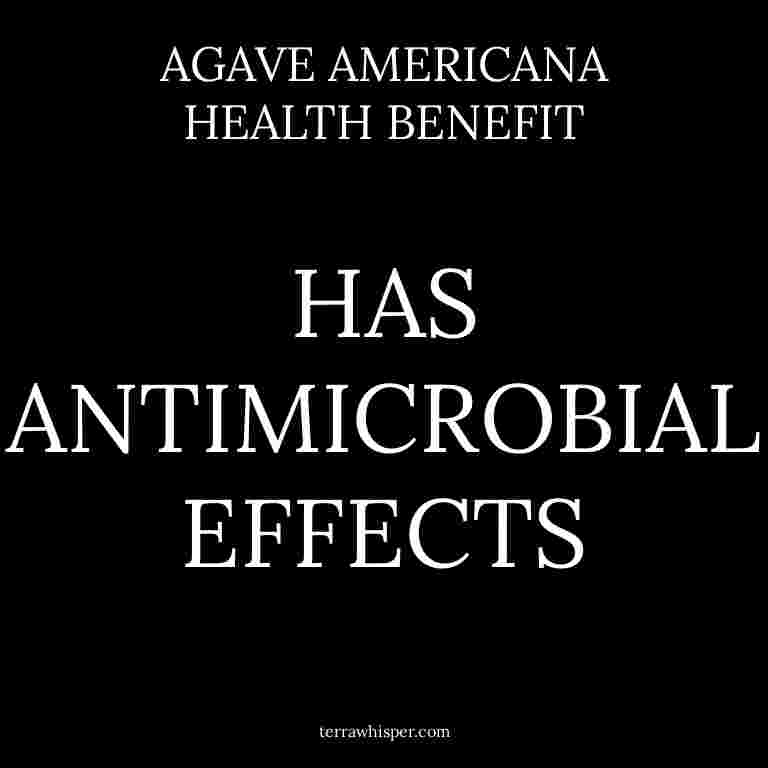 AGAVE AMERICANA
HEALTH BENEFIT
HAS
ANTIMICROBIAL
EFFECTS
terrawhisper.com